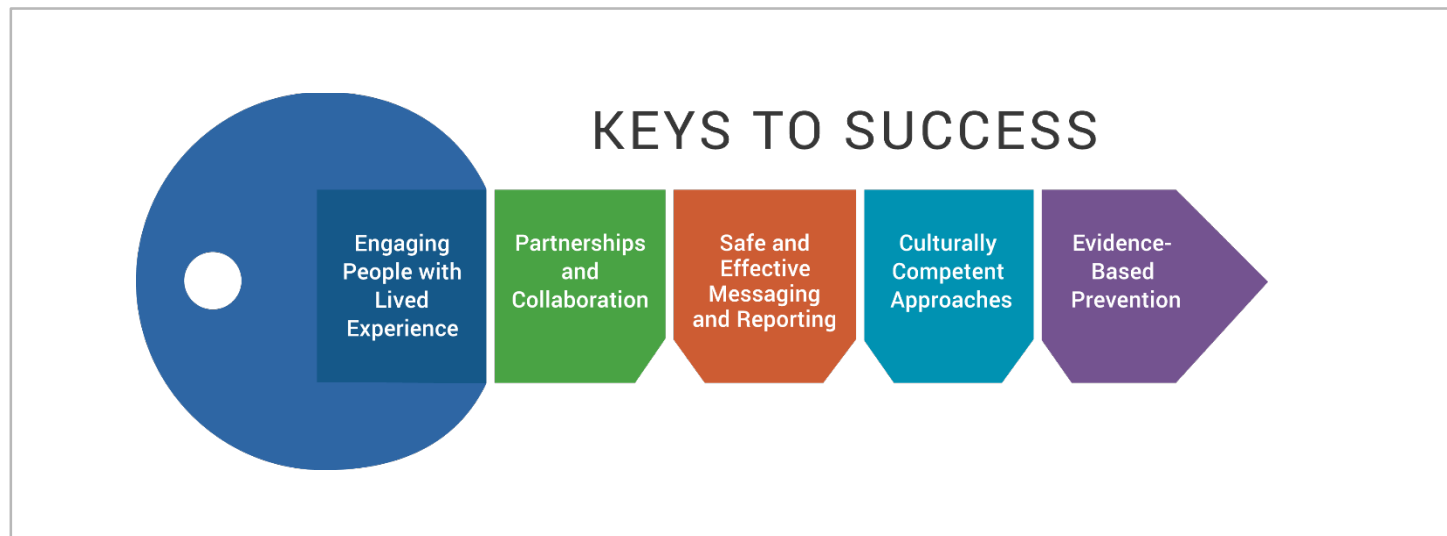 KEYS TO SUCCESS
Engaging
People with
Lived
Experience
Partnerships
and
Collaboration
Safe and
Effective
Messaging
and Reporting
Culturally
Competent
Approaches
Evidence-
Based
Prevention